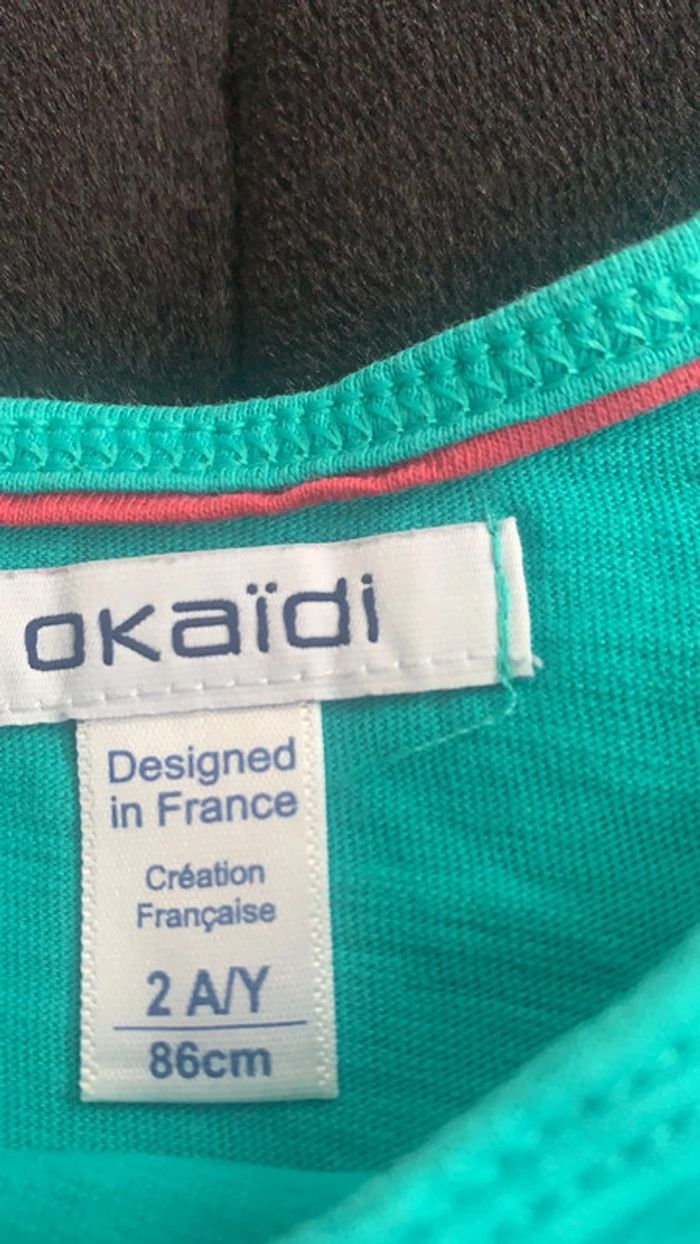 okaïdi
Designed
in France
Création
Française
2 A/Y
86cm